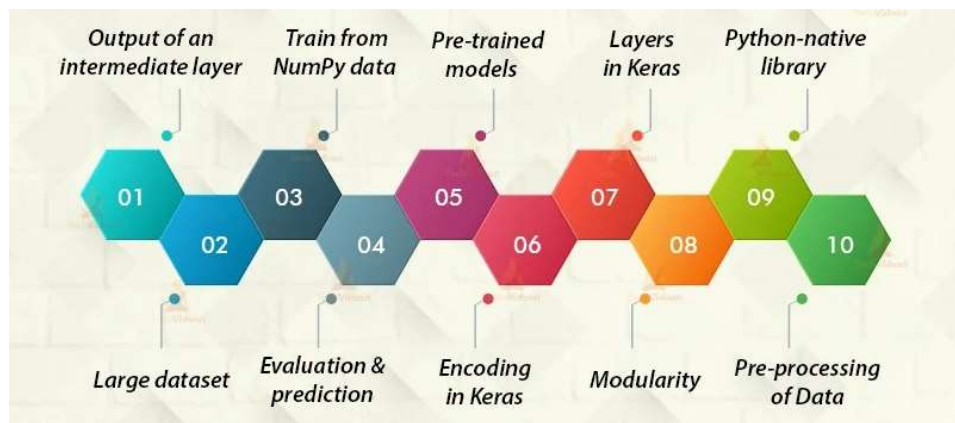 Output of an
intermediate layer
Train from
NumPy data
Pre-trained
models
Layers
in Keras
Python-native
library
01
03
05
07
09
02
04
06
08
10
Large dataset
Evaluation &
prediction
Encoding
in Keras
Modularity
Pre-processing
of Data